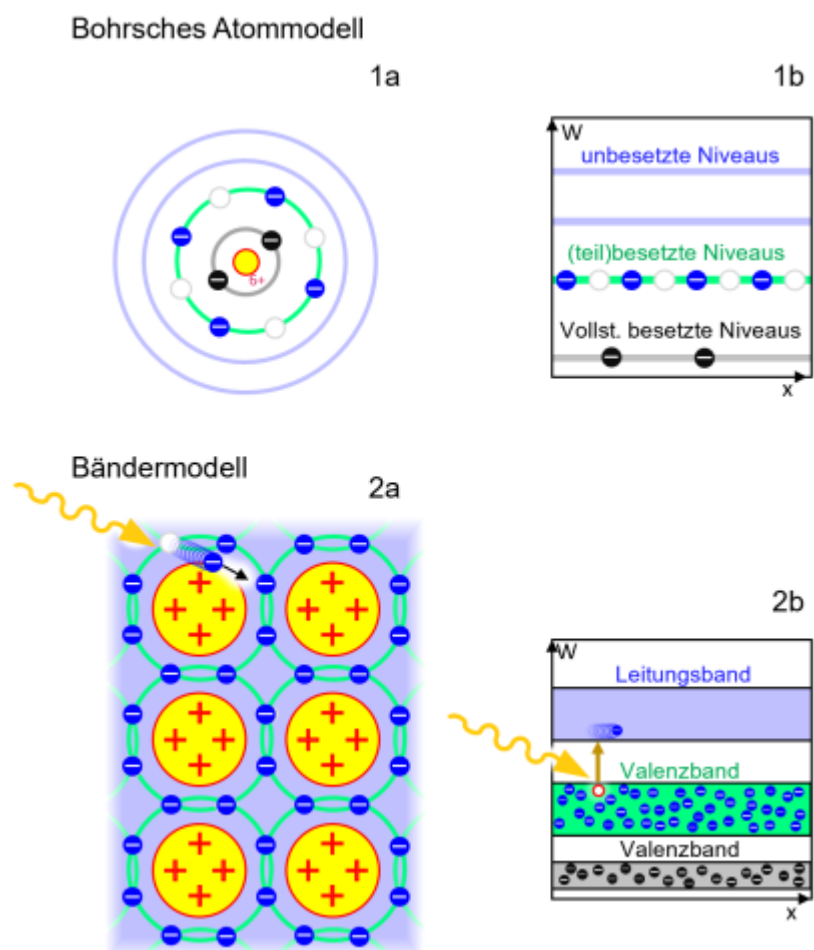 Bohrsches Atommodell
1a
6+
1b
W
unbesetzte Niveaus
(teil)besetzte Niveaus
Vollst. besetzte Niveaus
x
Bändermodell
2a
+
+ +
+
+
+ +
+
+
+ +
+
+
+ +
+
+
+ +
+
+
+ +
+
2b
W
Leitungsband
Valenzband
Valenzband
x